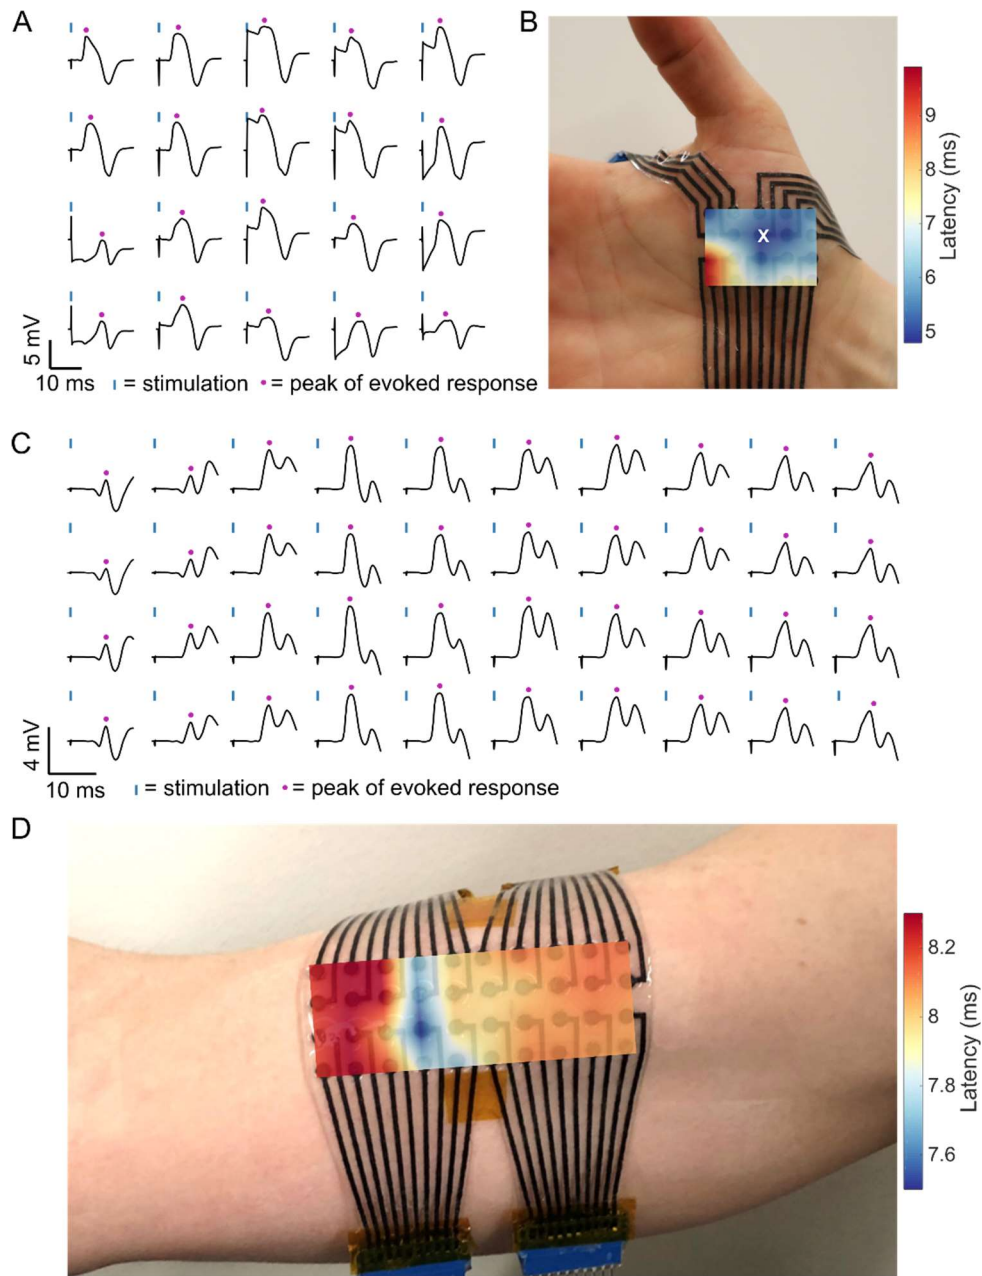 A
5 mV
10 ms
= stimulation
= peak of evoked response
B
X
9
8
7
6
5
Latency (ms)
C
4 mV
10 ms
= stimulation
= peak of evoked response
D
8.2
8
7.8
7.6
Latency (ms)